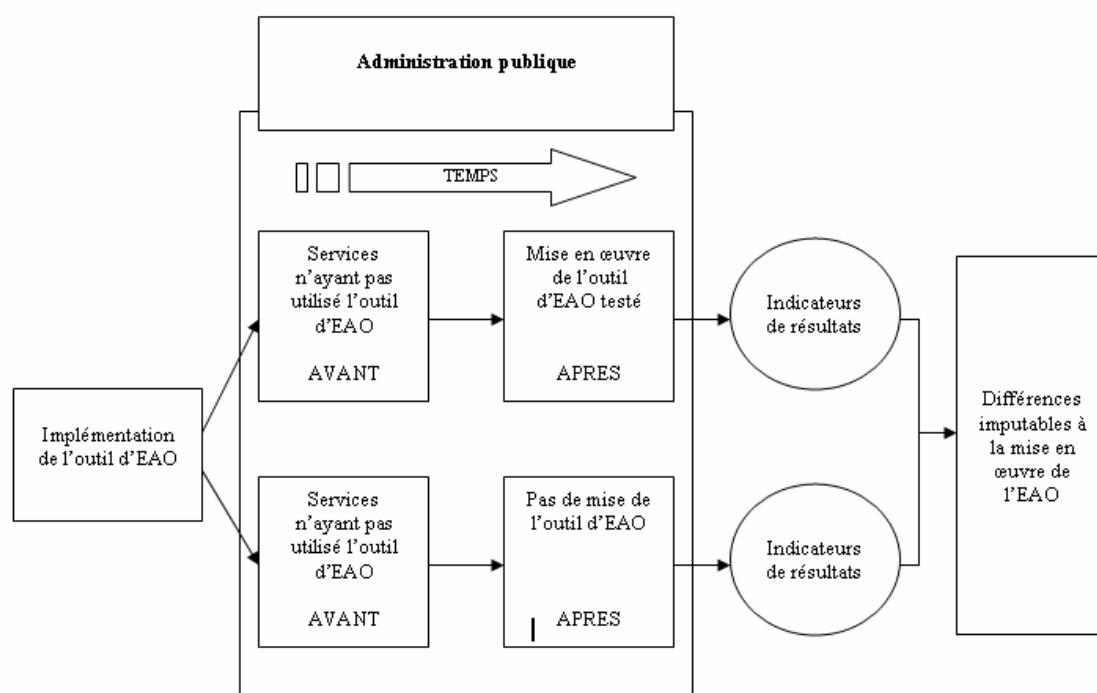 Administration publique
TEMPS
Services
n’ayant pas
utilisé l’outil
d’EAO
AVANT
Mise en œuvre
de l’outil
d’EAO testé
APRES
Indicateurs
de résultats
Implémentation
de l’outil d’EAO
Différences
imputables à
la mise en
œuvre de
l’EAO
Services
n’ayant pas
utilisé l’outil
d’EAO
AVANT
Pas de mise de
l’outil d’EAO
APRES
Indicateurs
de résultats